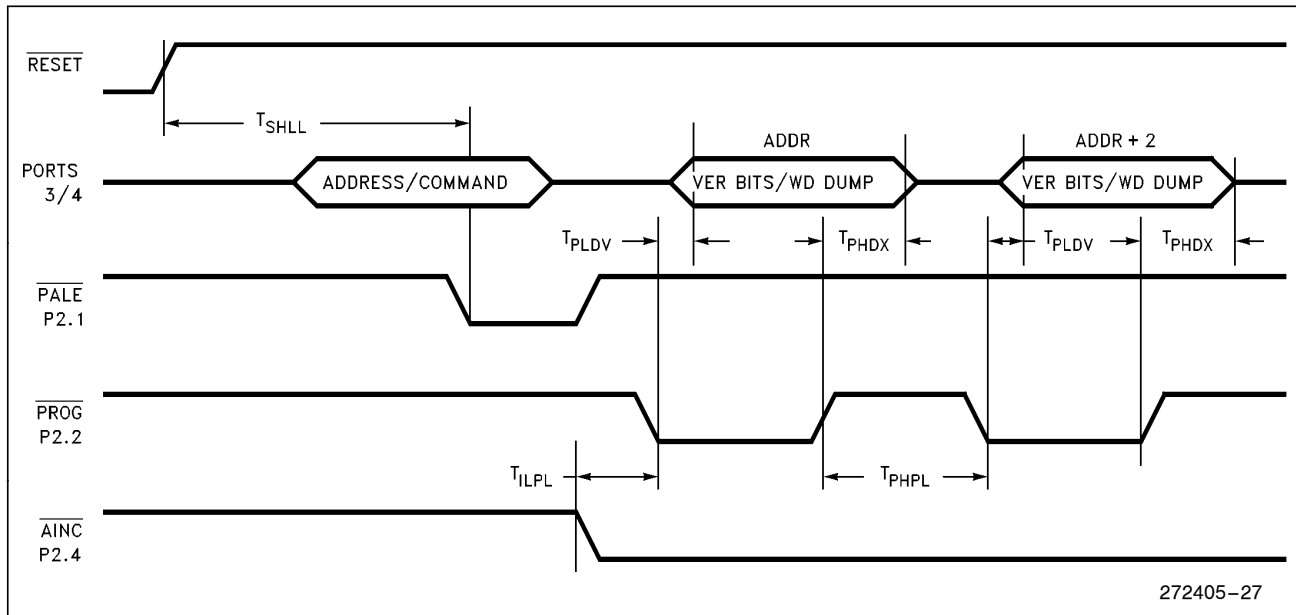 RESET
T_SHLL
ADDR
ADDR + 2
PORTS
3/4
ADDRESS/COMMAND
VER BITS/WD DUMP
VER BITS/WD DUMP
T_PLDV
T_PHDX
T_PLDV
T_PHDX
PALE
P2.1
PROG
P2.2
T_ILPL
T_PHPL
AINC
P2.4
272405-27